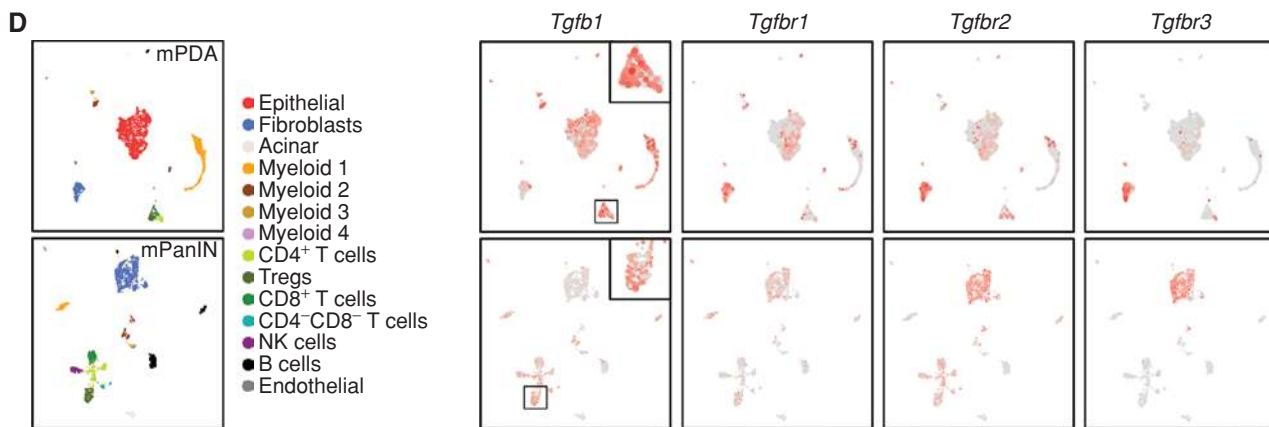 D
mPDA
mPanIN
Epithelial
Fibroblasts
Acinar
Myeloid 1
Myeloid 2
Myeloid 3
Myeloid 4
CD4⁺ T cells
Tregs
CD8⁺ T cells
CD4⁻CD8⁻ T cells
NK cells
B cells
Endothelial
Tgfb1
Tgfbr1
Tgfbr2
Tgfbr3